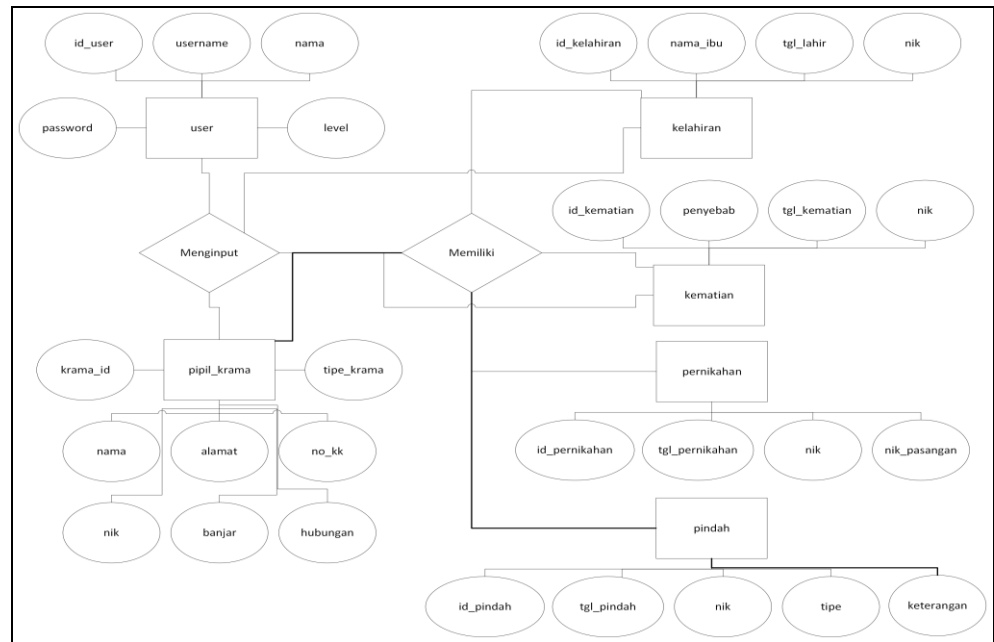 id_user
username
nama
password
user
level
Menginput
krama_id
pipil_krama
tipe_krama
nama
alamat
no_kk
nik
banjar
hubungan
Memiliki
id_kelahiran
nama_ibu
tgl_lahir
nik
kelahiran
id_kematian
penyebab
tgl_kematian
nik
kematian
pernikahan
id_pernikahan
tgl_pernikahan
nik
nik_pasangan
pindah
id_pindah
tgl_pindah
nik
tipe
keterangan